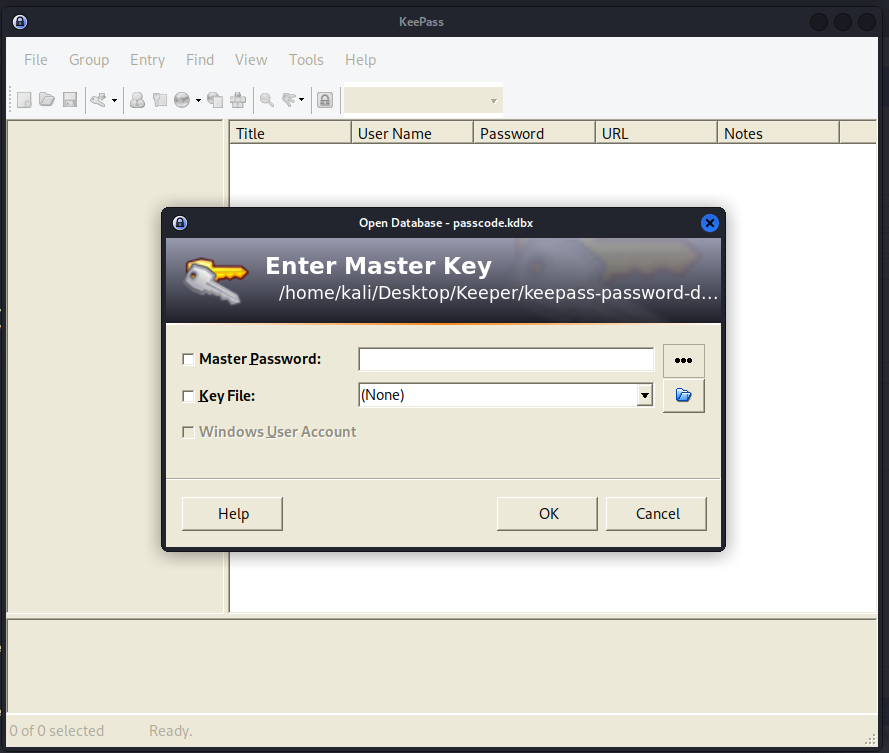 KeePass
File Group Entry Find View Tools Help
Title User Name Password URL Notes
Open Database - passcode.kdbx
Enter Master Key
/home/kali/Desktop/Keeper/keepass-password-d...
Master Password:
Key File: (None)
Windows User Account
Help OK Cancel
0 of 0 selected Ready.